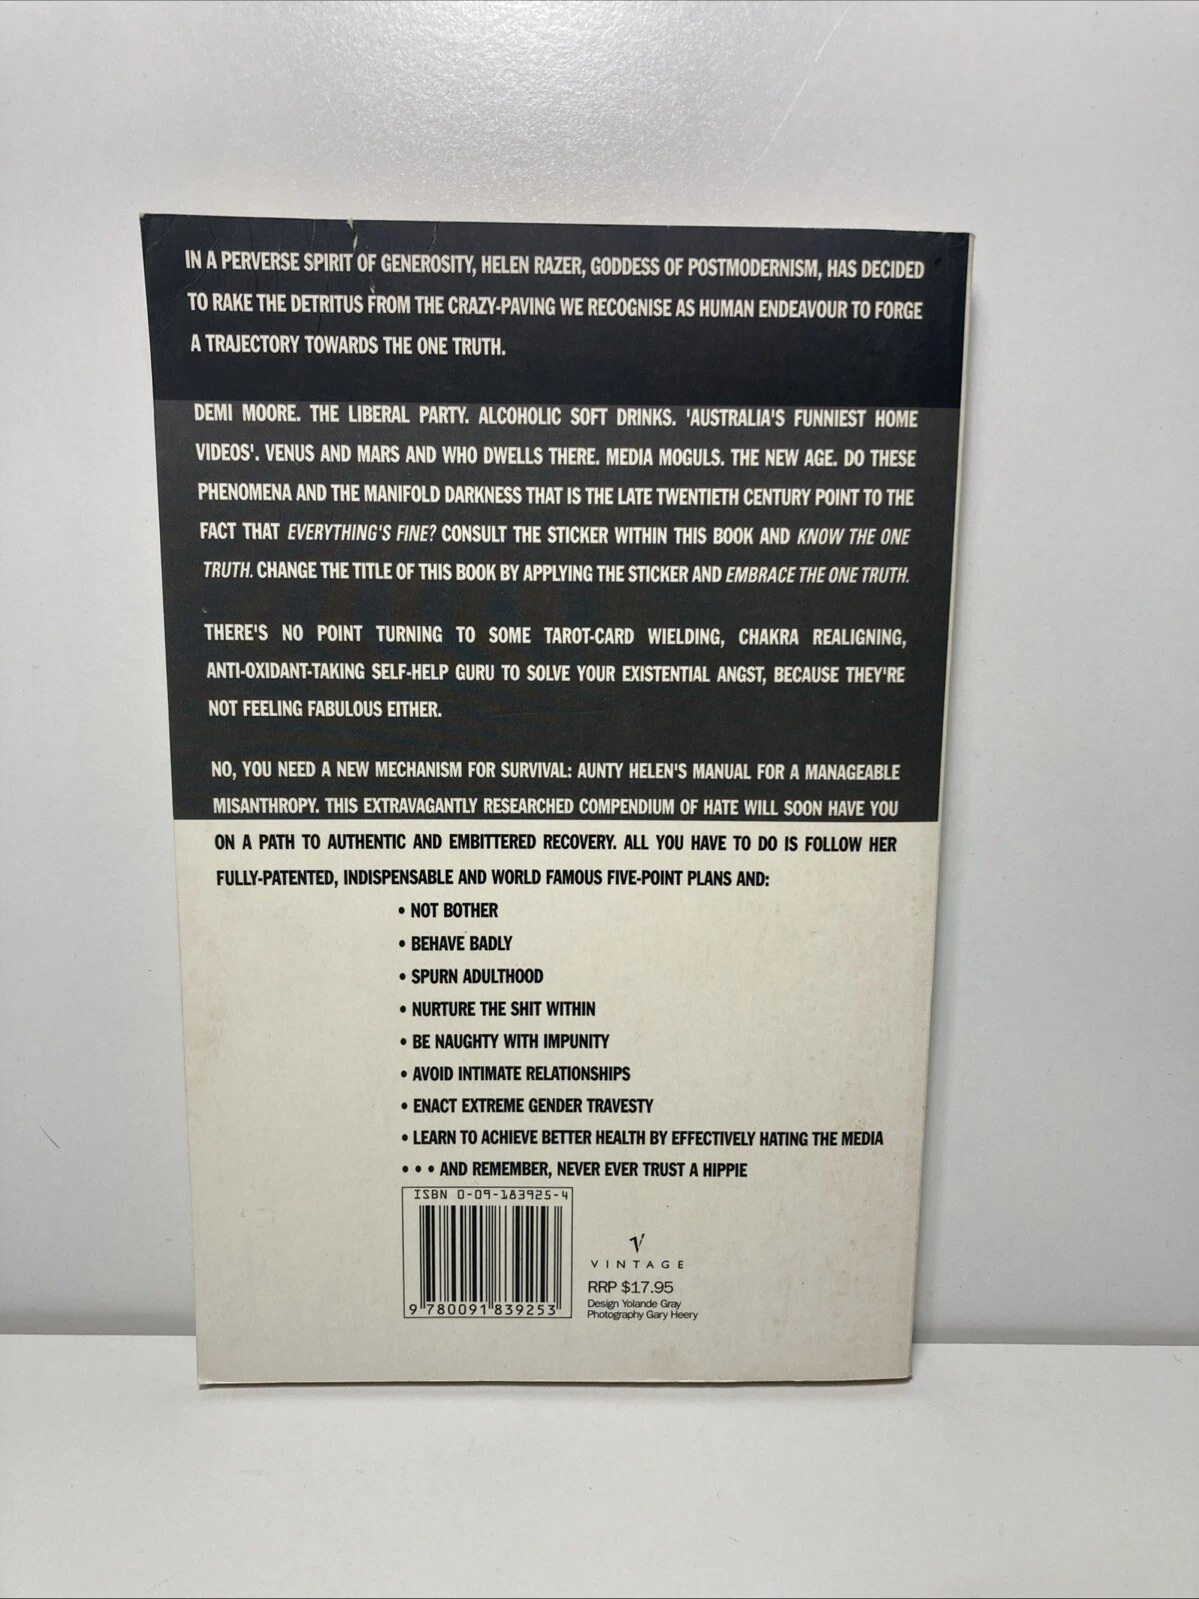 IN A PERVERSE SPIRIT OF GENEROSITY, HELEN RAZER, GODDESS OF POSTMODERNISM, HAS DECIDED
TO RAKE THE DETRITUS FROM THE CRAZY-PAVING WE RECOGNISE AS HUMAN ENDEAVOUR TO FORGE
A TRAJECTORY TOWARDS THE ONE TRUTH.
DEMI MOORE. THE LIBERAL PARTY. ALCOHOLIC SOFT DRINKS. 'AUSTRALIA'S FUNNIEST HOME
VIDEOS'. VENUS AND MARS AND WHO DWELLS THERE. MEDIA MOGULS. THE NEW AGE. DO THESE
PHENOMENA AND THE MANIFOLD DARKNESS THAT IS THE LATE TWENTIETH CENTURY POINT TO THE
FACT THAT EVERYTHING'S FINE? CONSULT THE STICKER WITHIN THIS BOOK AND KNOW THE ONE
TRUTH. CHANGE THE TITLE OF THIS BOOK BY APPLYING THE STICKER AND EMBRACE THE ONE TRUTH.
THERE'S NO POINT TURNING TO SOME TAROT-CARD WIELDING, CHAKRA REALIGNING,
ANTI-OXIDANT-TAKING SELF-HELP GURU TO SOLVE YOUR EXISTENTIAL ANGST, BECAUSE THEY'RE
NOT FEELING FABULOUS EITHER.
NO, YOU NEED A NEW MECHANISM FOR SURVIVAL: AUNTY HELEN'S MANUAL FOR A MANAGEABLE
MISANTHROPY. THIS EXTRAVAGANTLY RESEARCHED COMPENDIUM OF HATE WILL SOON HAVE YOU
ON A PATH TO AUTHENTIC AND EMBITTERED RECOVERY. ALL YOU HAVE TO DO IS FOLLOW HER
FULLY-PATENTED, INDISPENSABLE AND WORLD FAMOUS FIVE-POINT PLANS AND:
• NOT BOTHER
• BEHAVE BADLY
• SPURN ADULTHOOD
• NURTURE THE SHIT WITHIN
• BE NAUGHTY WITH IMPUNITY
• AVOID INTIMATE RELATIONSHIPS
• ENACT EXTREME GENDER TRAVESTY
• LEARN TO ACHIEVE BETTER HEALTH BY EFFECTIVELY HATING THE MEDIA
• • • AND REMEMBER, NEVER EVER TRUST A HIPPIE
ISBN 0-09-183925-4
9 780091 839253
V
VINTAGE
RRP $17.95
Design Yolande Gray
Photography Gary Heery